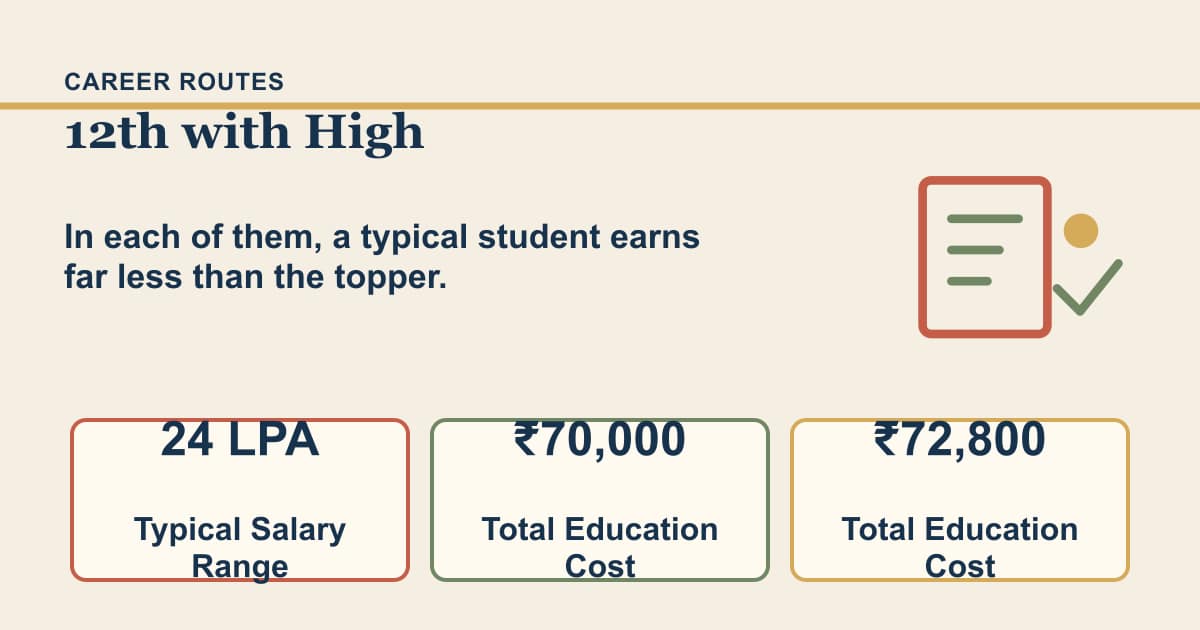 CAREER ROUTES
12th with High
In each of them, a typical student earns
far less than the topper.
24 LPA
Typical Salary
Range
₹70,000
Total Education
Cost
₹72,800
Total Education
Cost